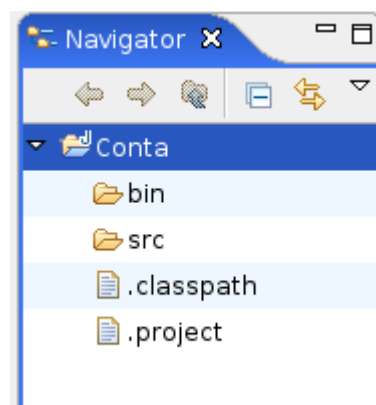 Navigator
Conta
bin
src
.classpath
.project